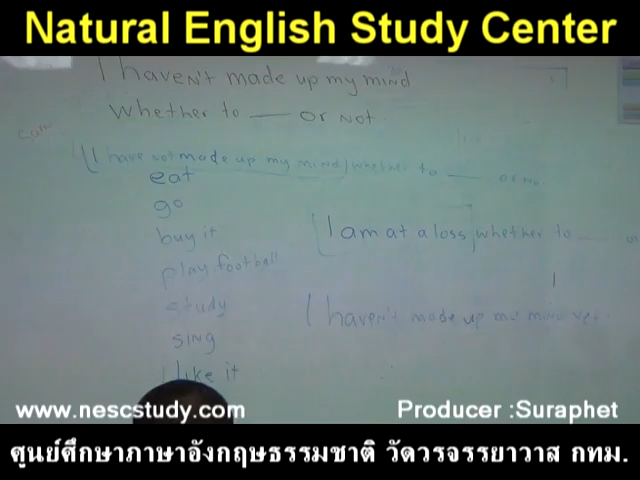 Natural English Study Center
I haven't made up my mind
whether to ___ or not.
I have not made up my mind, whether to ___ or no
eat
go
buy it
play football
I am at a loss, whether to ___ or
study
I haven't made up my mind yet.
sing
like it
www.nescstudy.com
Producer :Suraphet
ศูนย์ศึกษาภาษาอังกฤษธรรมชาติ วัดวรจรรยาวาส กทม.